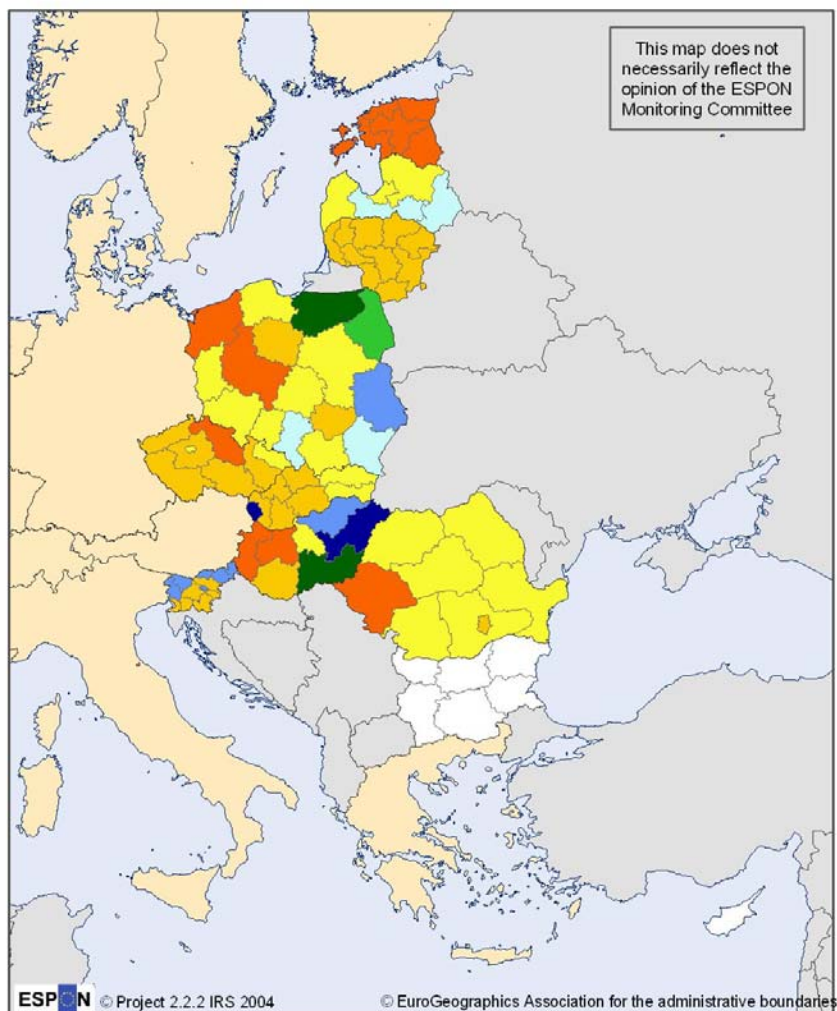 This map does not
necessarily reflect the
opinion of the ESPON
Monitoring Committee
ESPON © Project 2.2.2 IRS 2004
© EuroGeographics Association for the administrative boundaries